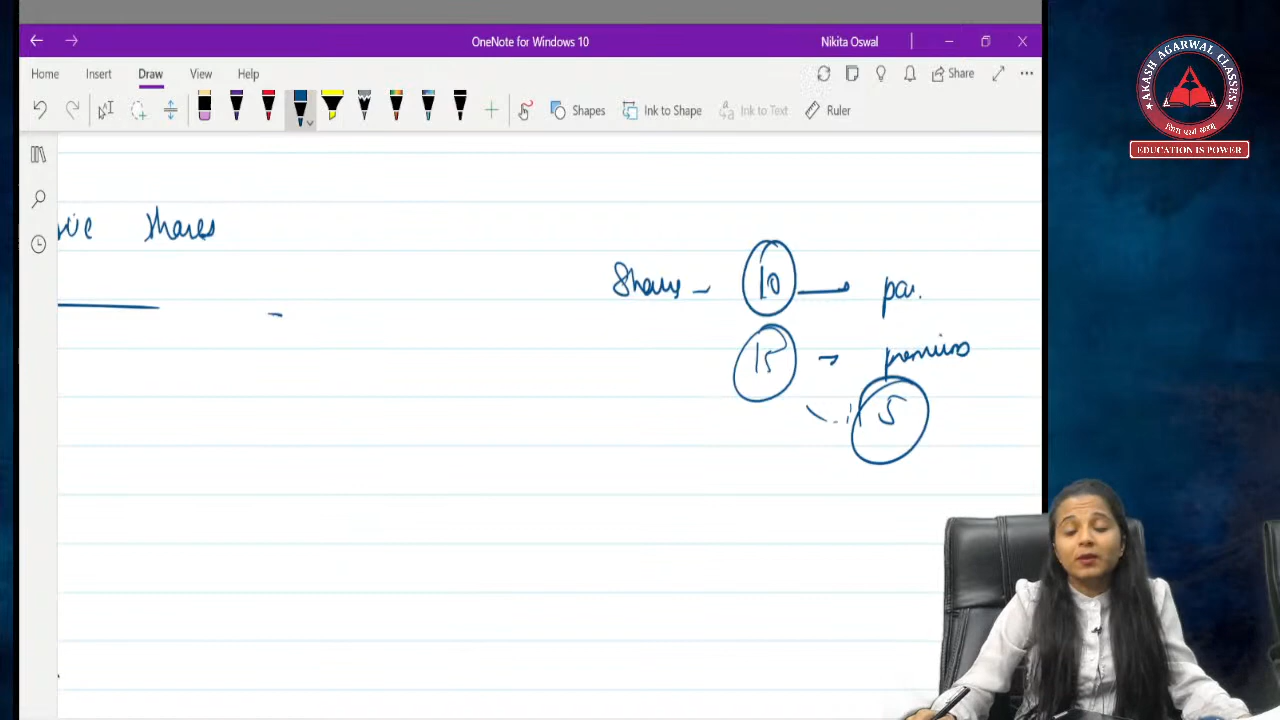 OneNote for Windows 10
Nikita Oswal
Home Insert Draw View Help
Share
Shapes
Ink to Shape
Ink to Text
Ruler
shares
Share - 10 → par.
15 → premium
5
AKASH AGARWAL CLASSES
EDUCATION IS POWER